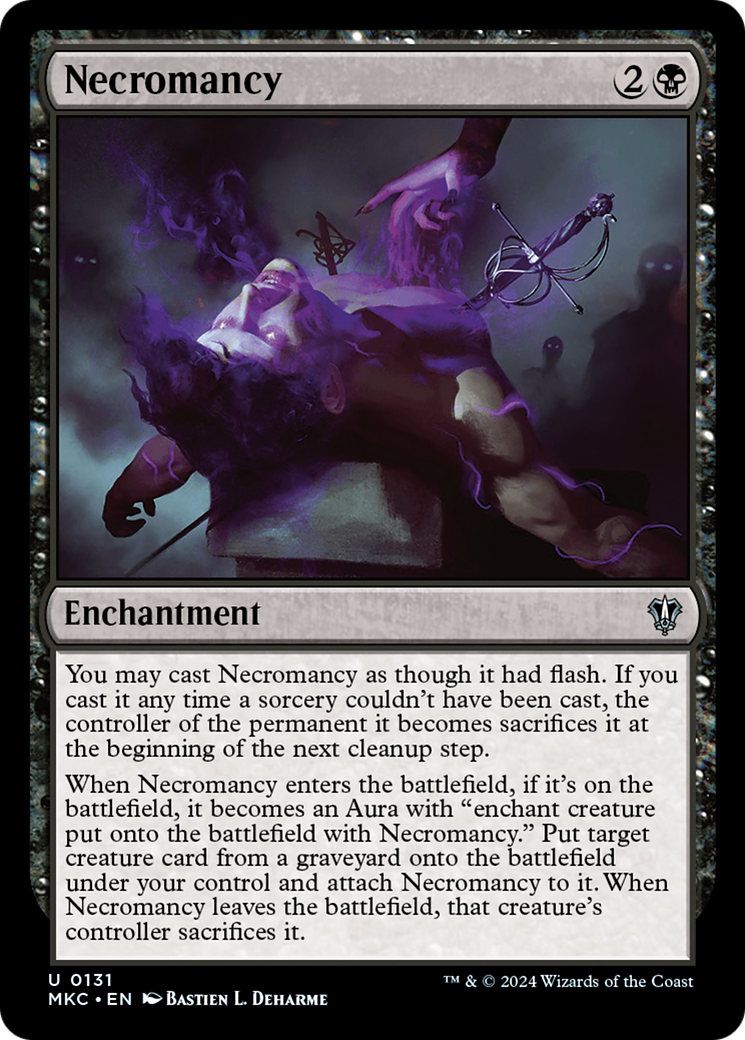 Necromancy 2
Enchantment
You may cast Necromancy as though it had flash. If you
cast it any time a sorcery couldn't have been cast, the
controller of the permanent it becomes sacrifices it at
the beginning of the next cleanup step.
When Necromancy enters the battlefield, if it's on the
battlefield, it becomes an Aura with “enchant creature
put onto the battlefield with Necromancy.” Put target
creature card from a graveyard onto the battlefield
under your control and attach Necromancy to it. When
Necromancy leaves the battlefield, that creature's
controller sacrifices it.
U 0131 ™ & © 2024 Wizards of the Coast
MKC • EN Bastien L. Deharme